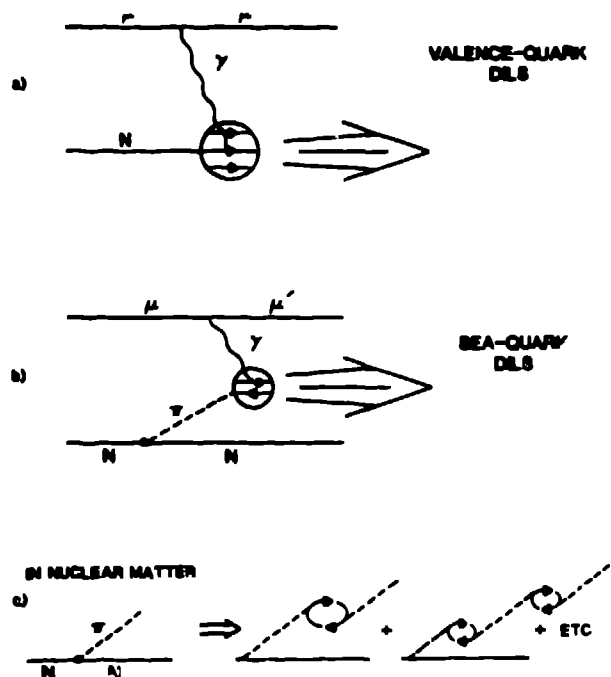 γ
VALENCE-QUARK
DILS
a)
N
μ μ′
γ
SEA-QUARK
DILS
b)
π
N N
IN NUCLEAR MATTER
c)
π
+ + ETC
N N